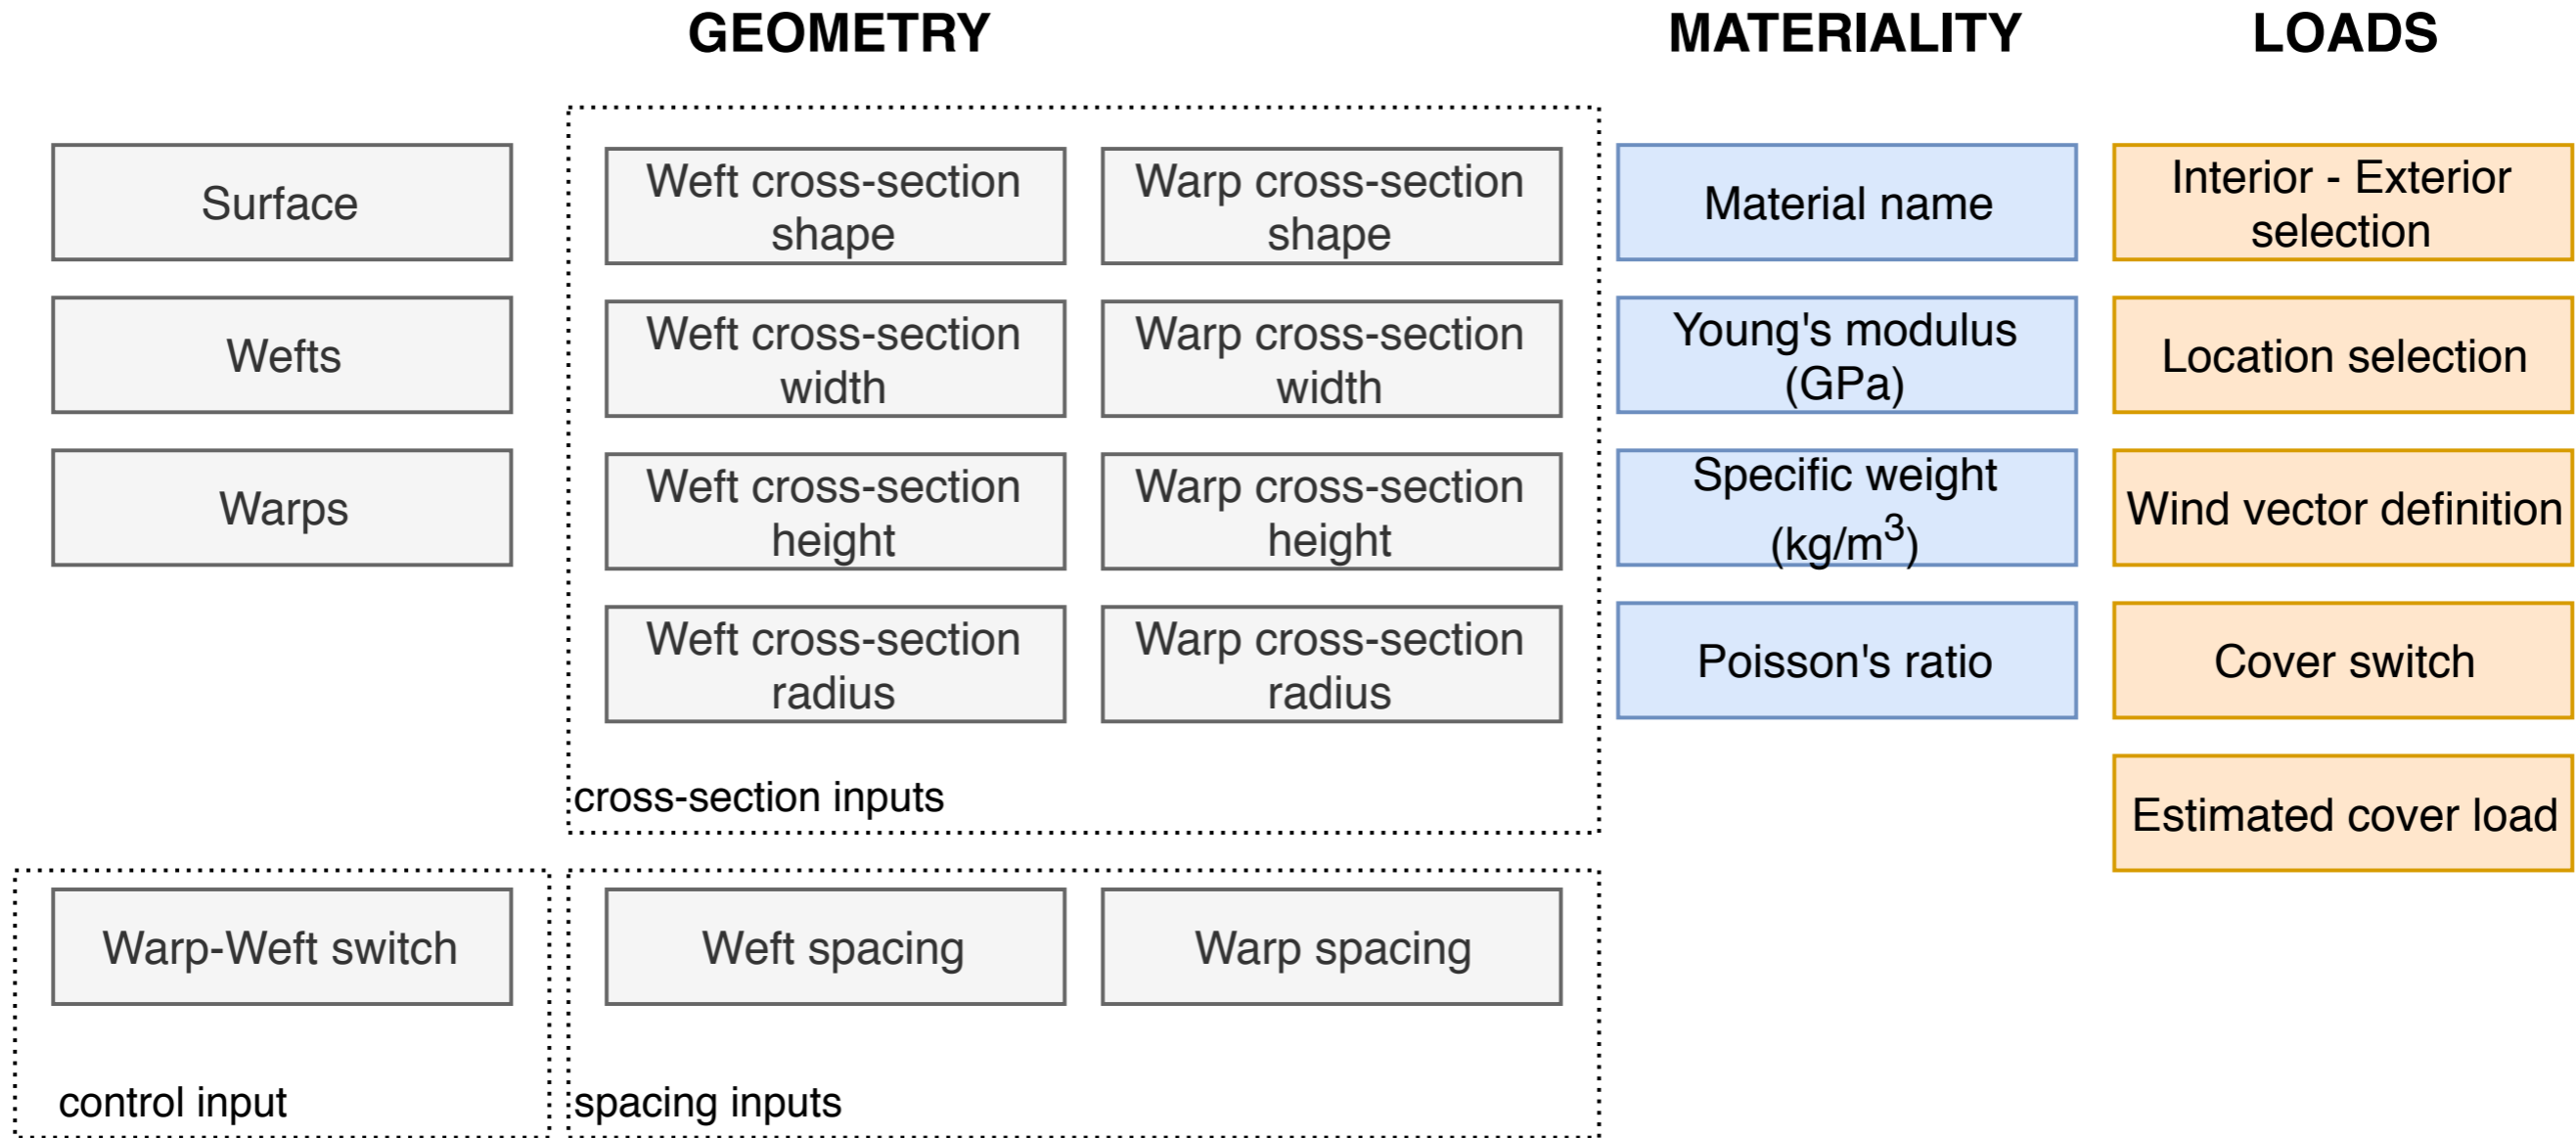 GEOMETRY
MATERIALITY
LOADS
Surface
Weft cross-section
shape
Warp cross-section
shape
Material name
Interior - Exterior
selection
Wefts
Weft cross-section
width
Warp cross-section
width
Young's modulus
(GPa)
Location selection
Warps
Weft cross-section
height
Warp cross-section
height
Specific weight
(kg/m³)
Wind vector definition
Weft cross-section
radius
Warp cross-section
radius
Poisson's ratio
Cover switch
cross-section inputs
Estimated cover load
Warp-Weft switch
Weft spacing
Warp spacing
control input
spacing inputs